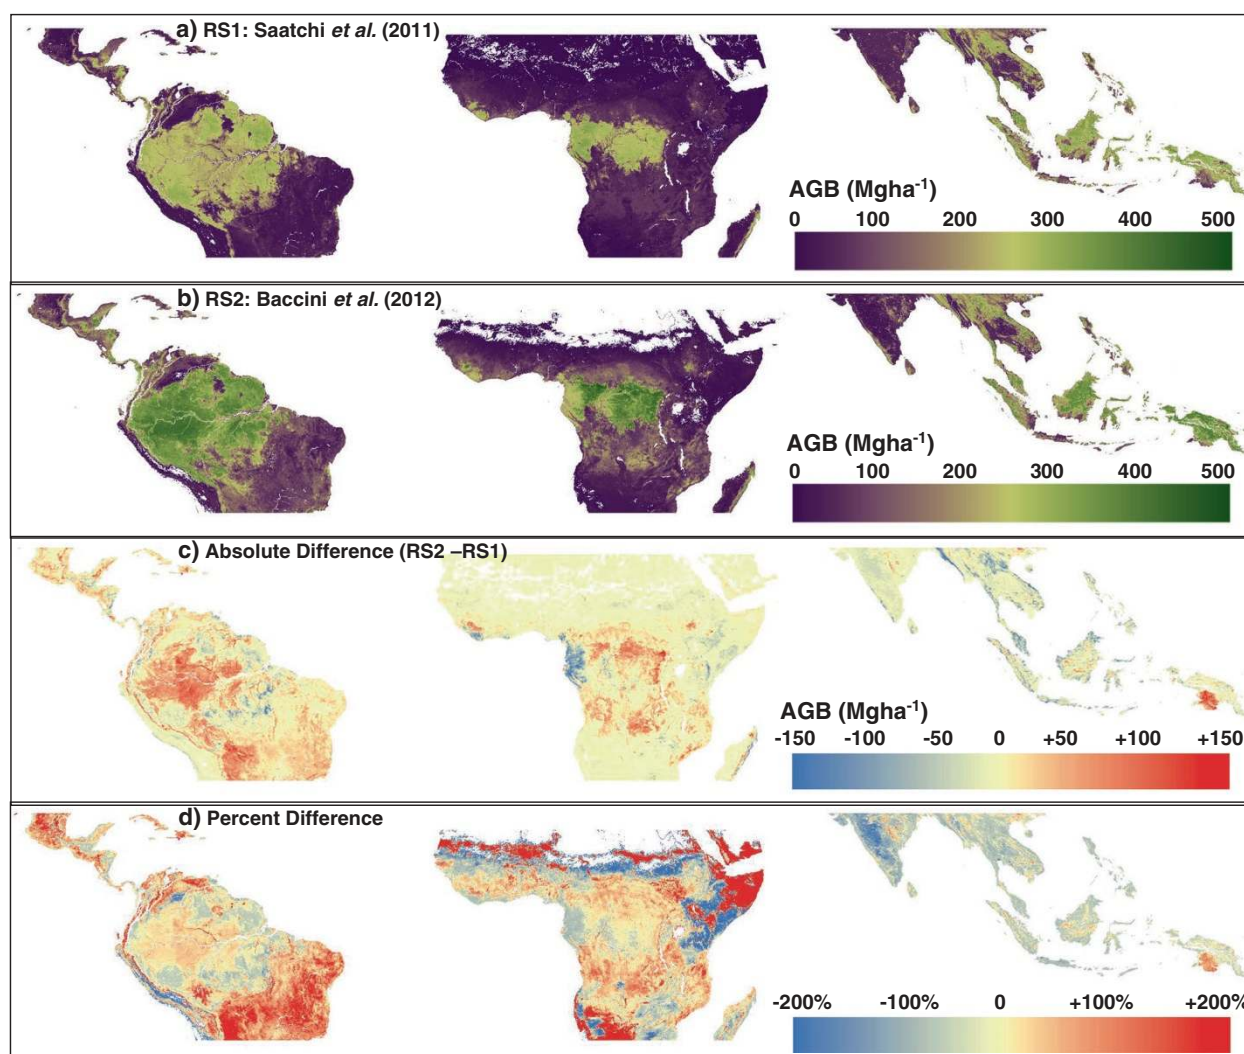 a) RS1: Saatchi et al. (2011)
AGB (Mgha⁻¹)
0 100 200 300 400 500
b) RS2: Baccini et al. (2012)
AGB (Mgha⁻¹)
0 100 200 300 400 500
c) Absolute Difference (RS2 –RS1)
AGB (Mgha⁻¹)
-150 -100 -50 0 +50 +100 +150
d) Percent Difference
-200% -100% 0 +100% +200%